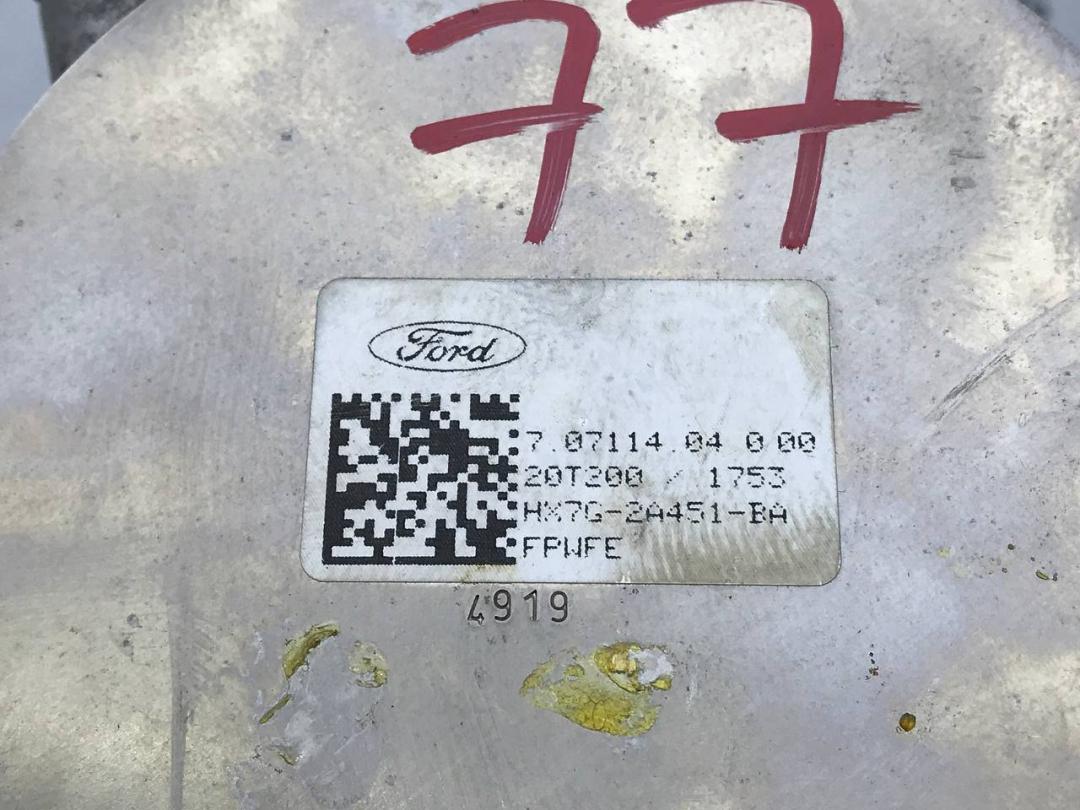 77
Ford
7.07114.04 0 00
20T200 / 1753
HX7G-2A451-BA
FPWFE
4919